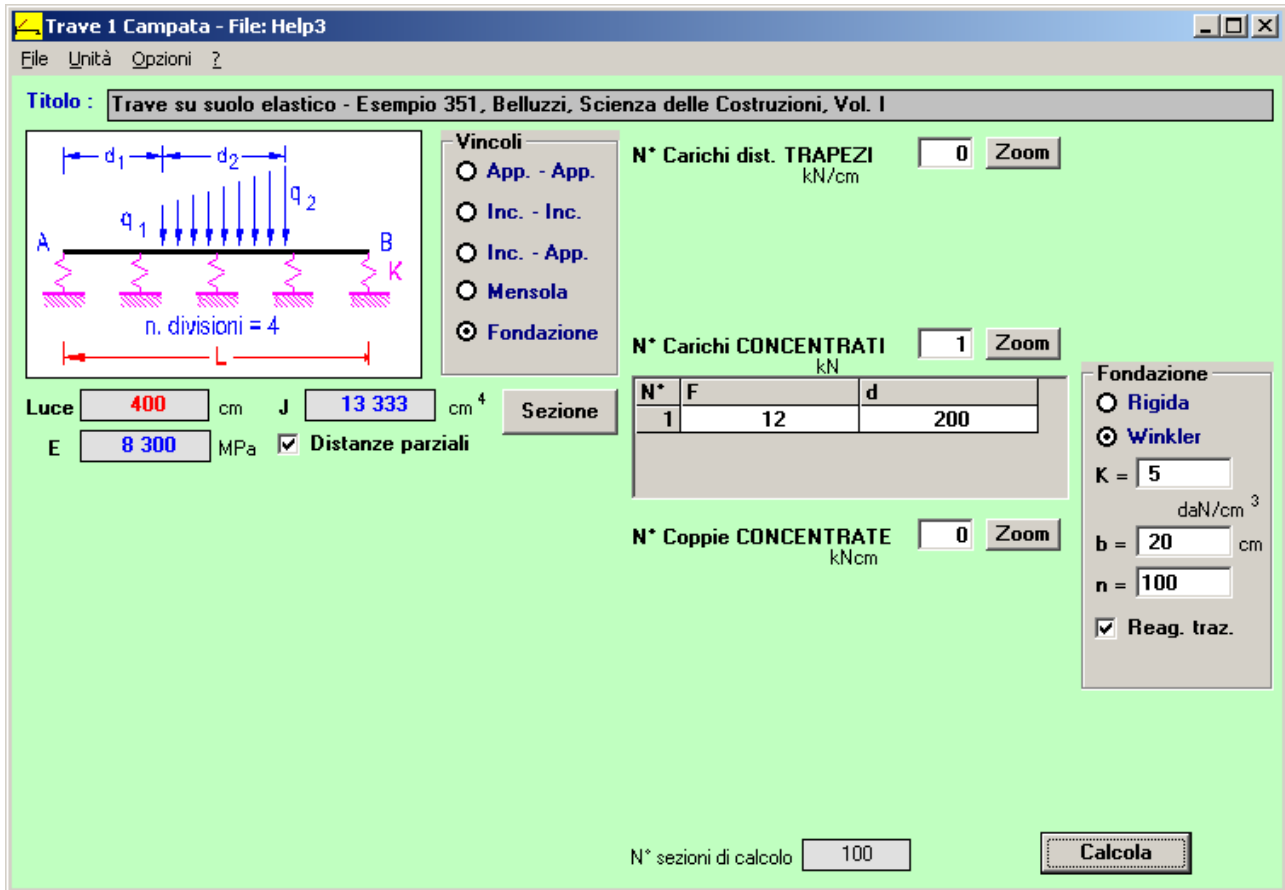 Trave 1 Campata - File: Help3
File Unità Opzioni ?
Titolo : Trave su suolo elastico - Esempio 351, Belluzzi, Scienza delle Costruzioni, Vol. I
d1 d2
q1 q2
A B
K
n. divisioni = 4
L
Vincoli
App. - App.
Inc. - Inc.
Inc. - App.
Mensola
Fondazione
N° Carichi dist. TRAPEZI 0 Zoom
kN/cm
N° Carichi CONCENTRATI 1 Zoom
kN
N° F d
1 12 200
Luce 400 cm J 13 333 cm 4 Sezione
E 8 300 MPa Distanze parziali
N° Coppie CONCENTRATE 0 Zoom
kNcm
Fondazione
Rigida
Winkler
K = 5
daN/cm 3
b = 20 cm
n = 100
Reag. traz.
N° sezioni di calcolo 100 Calcola